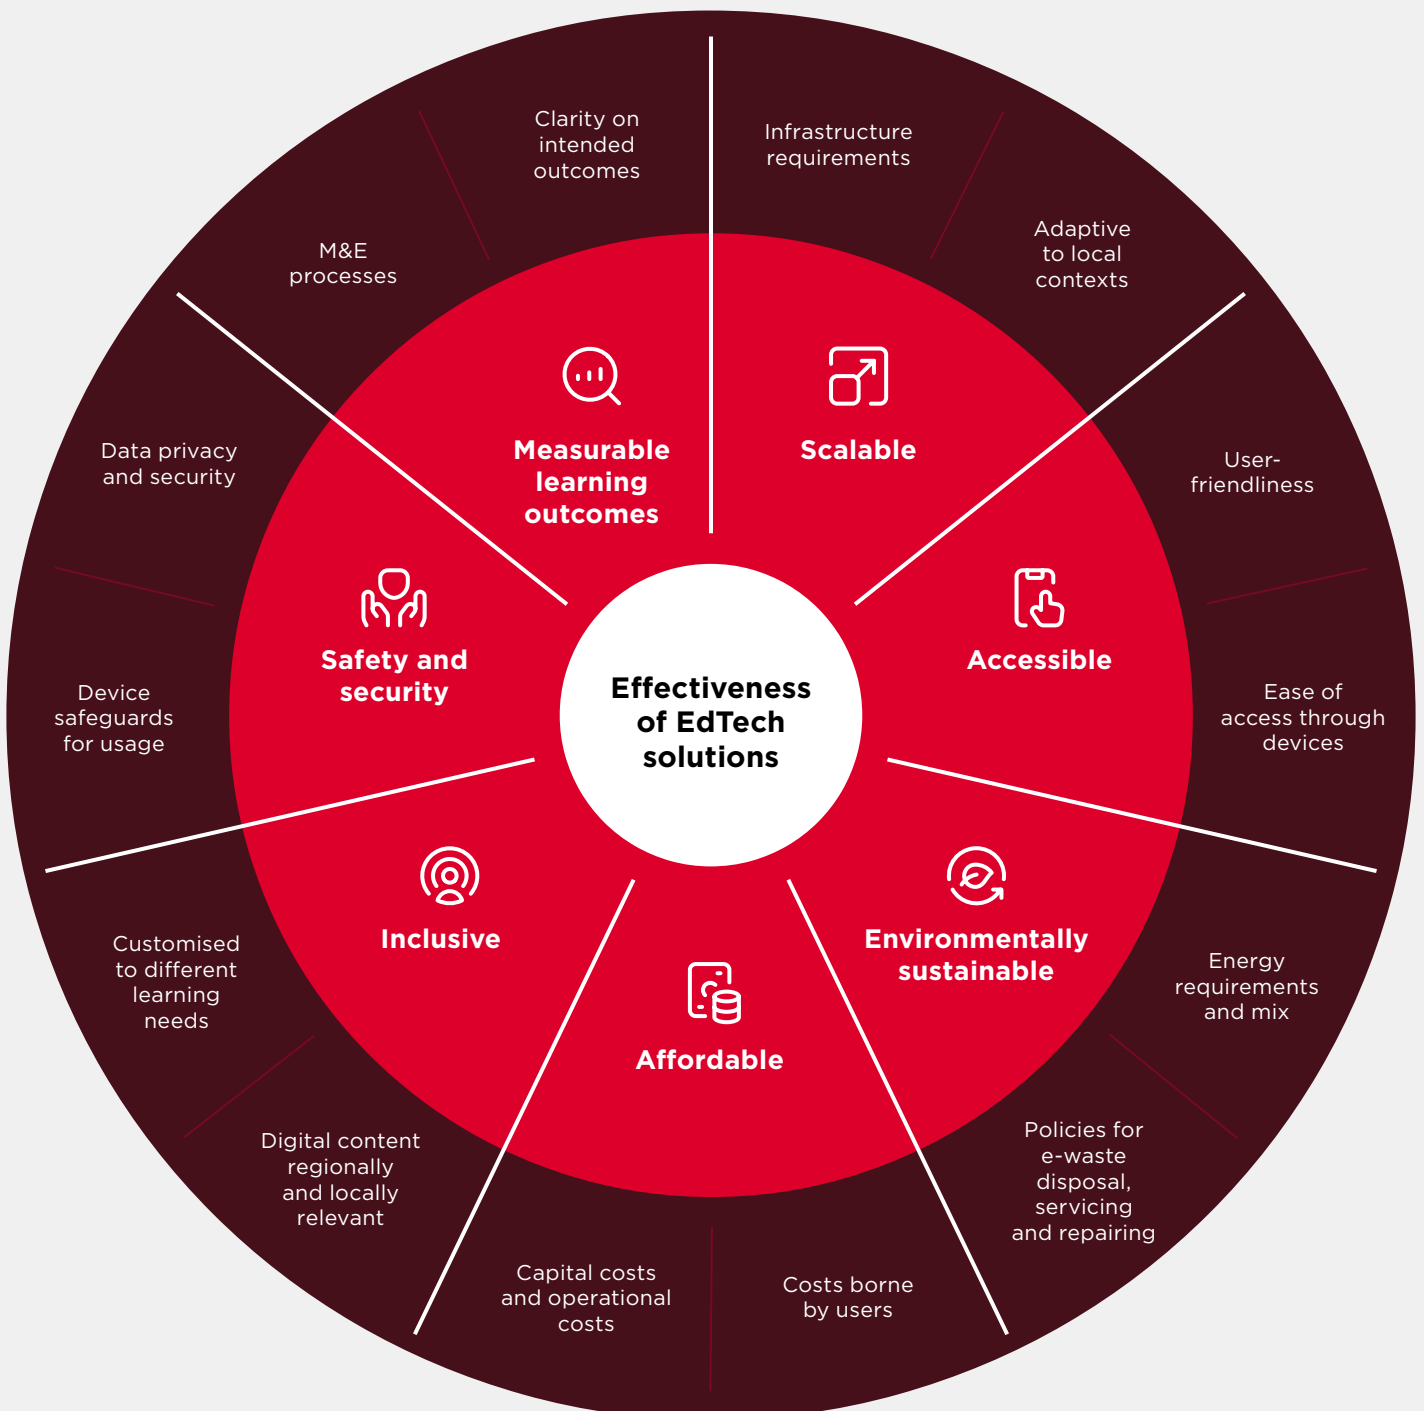 Effectiveness
of EdTech
solutions
Scalable
Infrastructure
requirements
Adaptive
to local
contexts
Accessible
User-
friendliness
Ease of
access through
devices
Environmentally
sustainable
Energy
requirements
and mix
Policies for
e-waste
disposal,
servicing
and repairing
Affordable
Costs borne
by users
Capital costs
and operational
costs
Inclusive
Digital content
regionally
and locally
relevant
Customised
to different
learning
needs
Safety and
security
Device
safeguards
for usage
Data privacy
and security
Measurable
learning
outcomes
M&E
processes
Clarity on
intended
outcomes